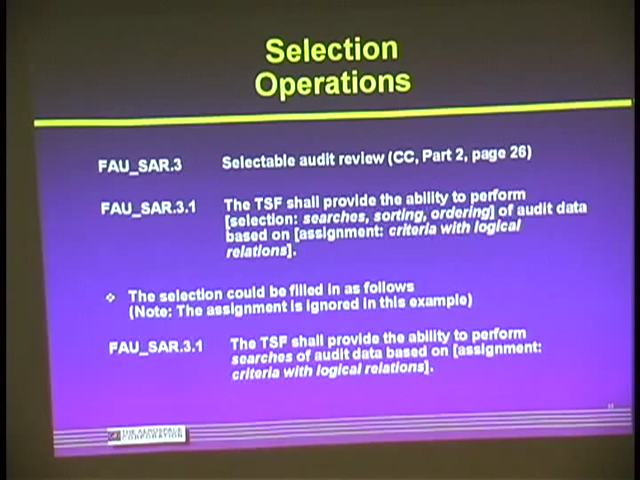 Selection
Operations
FAU_SAR.3 Selectable audit review (CC, Part 2, page 26)
FAU_SAR.3.1 The TSF shall provide the ability to perform
[selection: searches, sorting, ordering] of audit data
based on [assignment: criteria with logical
relations].
❖ The selection could be filled in as follows
(Note: The assignment is ignored in this example)
FAU_SAR.3.1 The TSF shall provide the ability to perform
searches of audit data based on [assignment:
criteria with logical relations].
THE AEROSPACE
CORPORATION